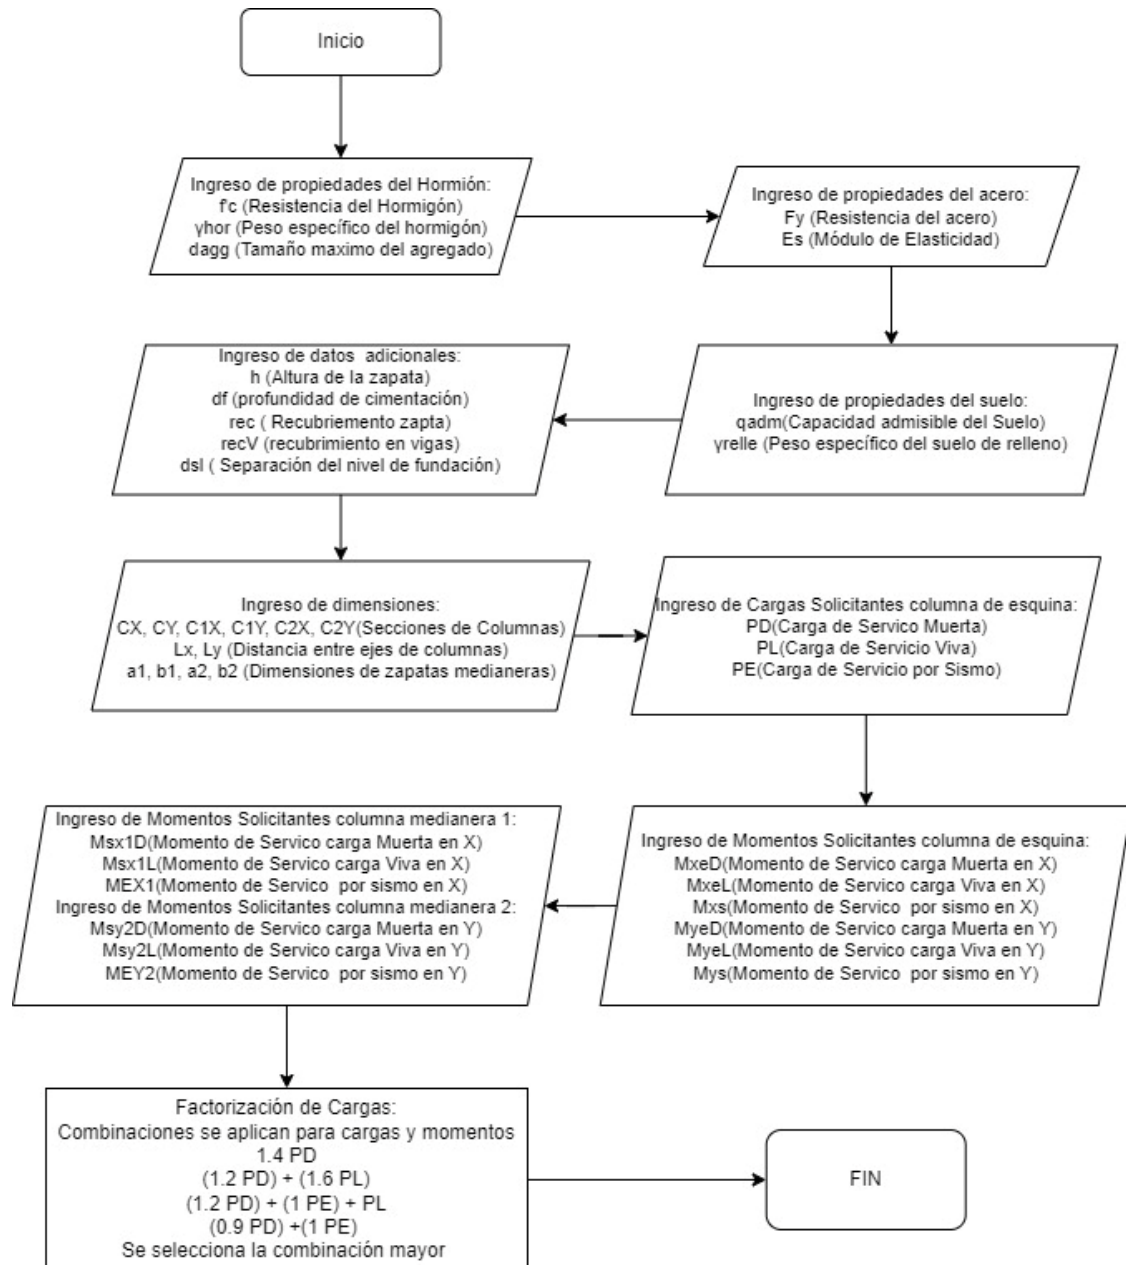 Inicio
Ingreso de propiedades del Hormión:
f'c (Resistencia del Hormigón)
γhor (Peso específico del hormigón)
dagg (Tamaño maximo del agregado)
Ingreso de propiedades del acero:
Fy (Resistencia del acero)
Es (Módulo de Elasticidad)
Ingreso de propiedades del suelo:
qadm(Capacidad admisible del Suelo)
γrelle (Peso específico del suelo de relleno)
Ingreso de datos adicionales:
h (Altura de la zapata)
df (profundidad de cimentación)
rec ( Recubriemento zapta)
recV (recubrimiento en vigas)
dsl ( Separación del nivel de fundación)
Ingreso de dimensiones:
CX, CY, C1X, C1Y, C2X, C2Y(Secciones de Columnas)
Lx, Ly (Distancia entre ejes de columnas)
a1, b1, a2, b2 (Dimensiones de zapatas medianeras)
Ingreso de Cargas Solicitantes columna de esquina:
PD(Carga de Servico Muerta)
PL(Carga de Servicio Viva)
PE(Carga de Servicio por Sismo)
Ingreso de Momentos Solicitantes columna de esquina:
MxeD(Momento de Servico carga Muerta en X)
MxeL(Momento de Servico carga Viva en X)
Mxs(Momento de Servico por sismo en X)
MyeD(Momento de Servico carga Muerta en Y)
MyeL(Momento de Servico carga Viva en Y)
Mys(Momento de Servico por sismo en Y)
Ingreso de Momentos Solicitantes columna medianera 1:
Msx1D(Momento de Servico carga Muerta en X)
Msx1L(Momento de Servico carga Viva en X)
MEX1(Momento de Servico por sismo en X)
Ingreso de Momentos Solicitantes columna medianera 2:
Msy2D(Momento de Servico carga Muerta en Y)
Msy2L(Momento de Servico carga Viva en Y)
MEY2(Momento de Servico por sismo en Y)
Factorización de Cargas:
Combinaciones se aplican para cargas y momentos
1.4 PD
(1.2 PD) + (1.6 PL)
(1.2 PD) + (1 PE) + PL
(0.9 PD) +(1 PE)
Se selecciona la combinación mayor
FIN